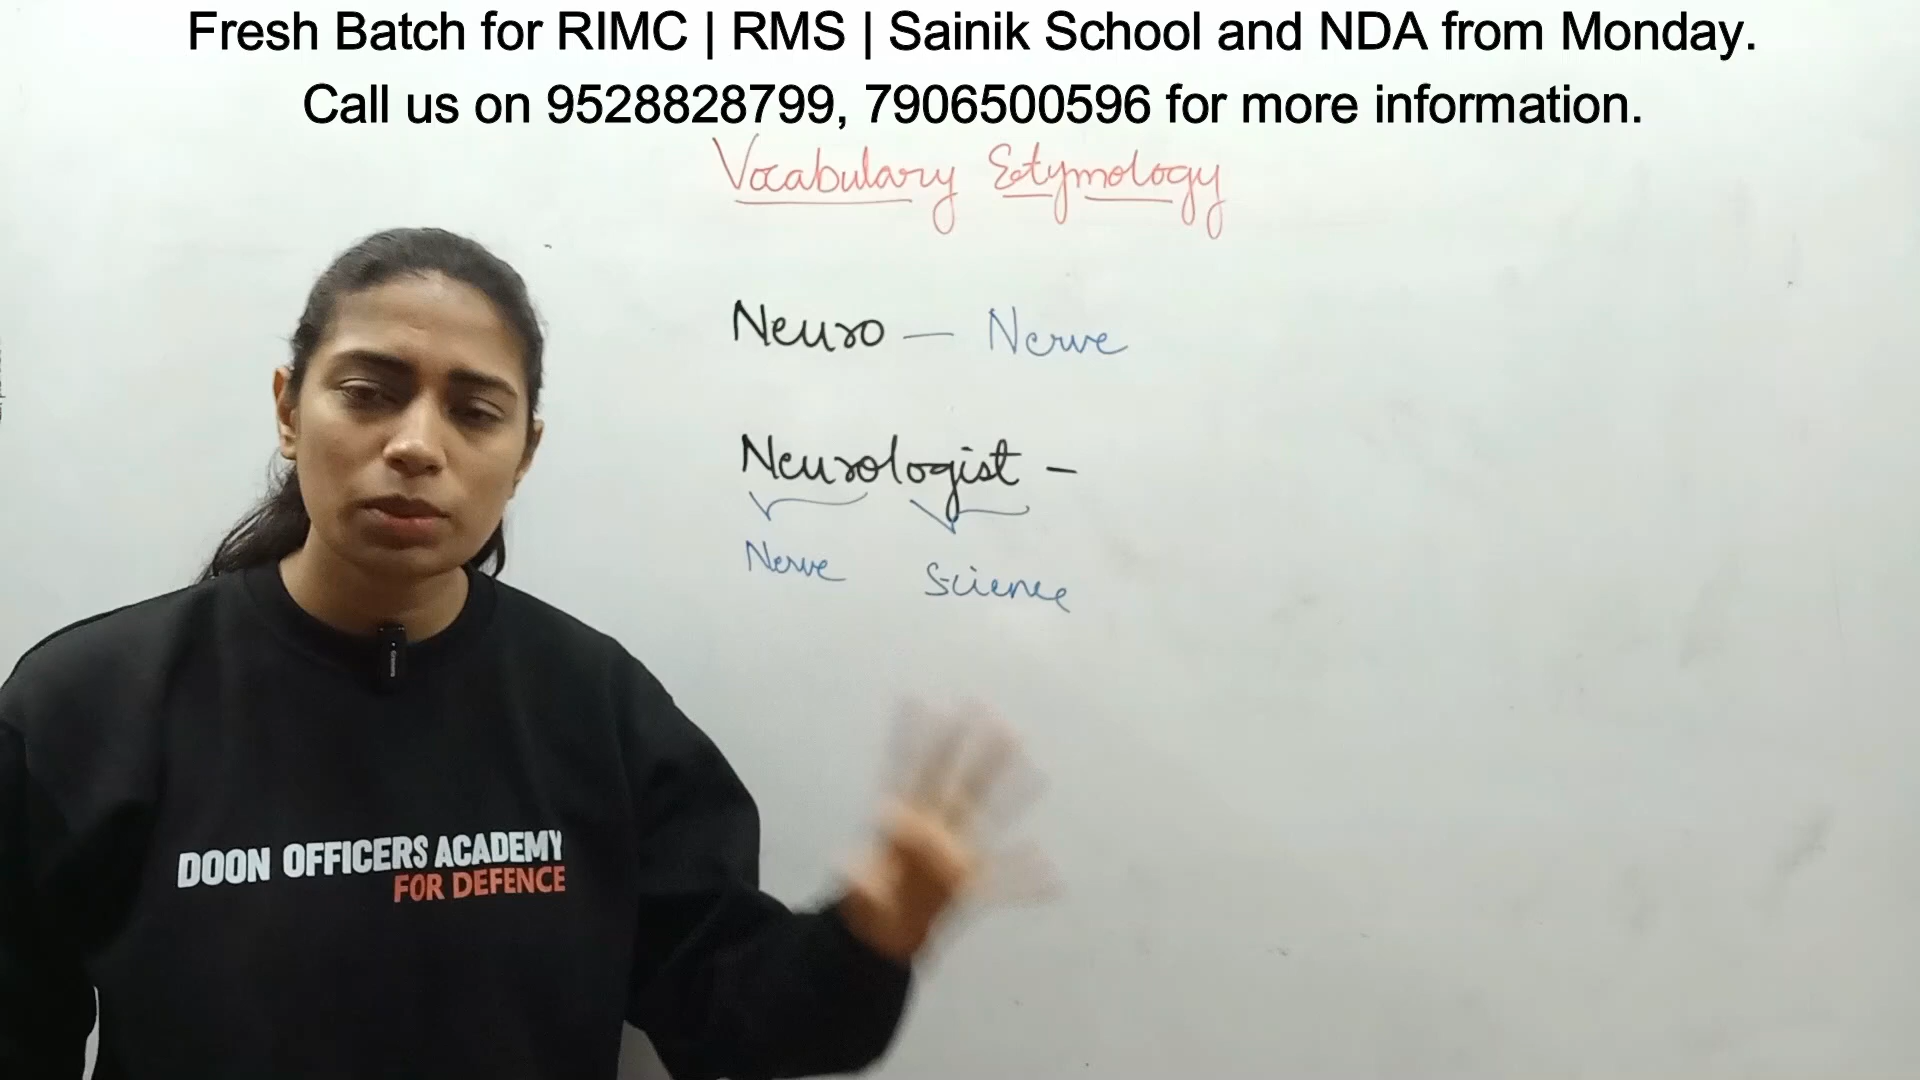 Fresh Batch for RIMC | RMS | Sainik School and NDA from Monday.
Call us on 9528828799, 7906500596 for more information.
Vocabulary Etymology
Neuro — Nerve
Neurologist -
Nerve Science
DOON OFFICERS ACADEMY
FOR DEFENCE